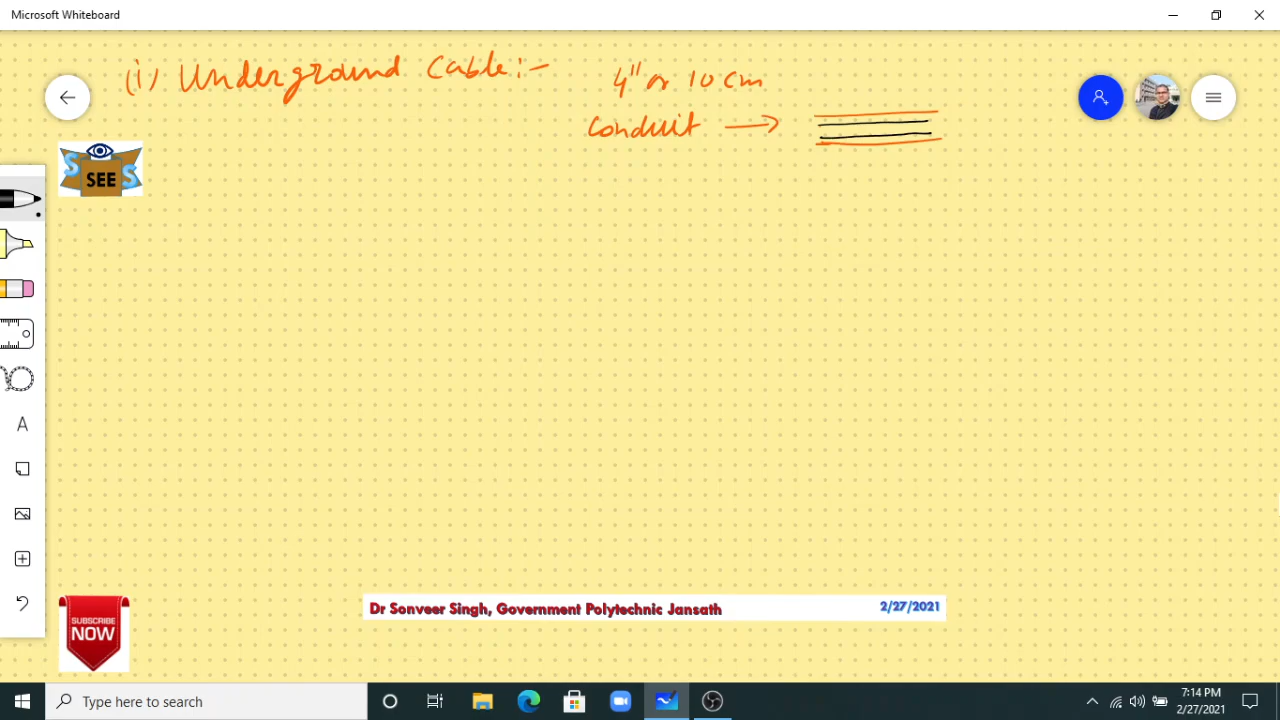 Microsoft Whiteboard
(i) Underground Cable:-
4" or 10 cm
Conduit →
S SEE S
A
SUBSCRIBE
NOW
Dr Sonveer Singh, Government Polytechnic Jansath
2/27/2021
Type here to search
7:14 PM
2/27/2021